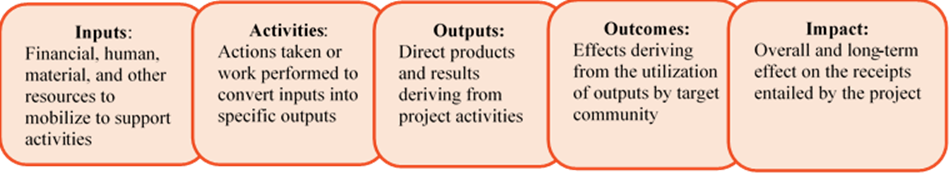 Inputs:
Financial, human,
material, and other
resources to
mobilize to support
activities
Activities:
Actions taken or
work performed to
convert inputs into
specific outputs
Outputs:
Direct products
and results
deriving from
project activities
Outcomes:
Effects deriving
from the utilization
of outputs by target
community
Impact:
Overall and long-term
effect on the receipts
entailed by the project